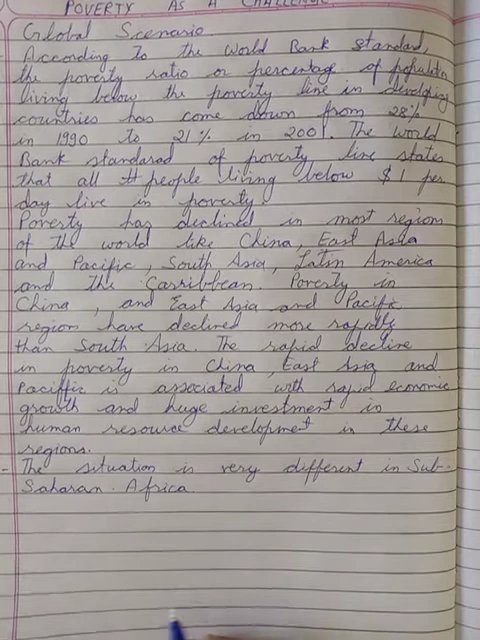 POVERTY AS A CHALLENGE
Global Scenario
According to the World Bank standard,
the poverty ratio or percentage of population
living below the poverty line in developing
countries has come down from 28%
in 1990 to 21% in 2001. The world
Bank standarad of poverty line states
that all people living below $1 per
day live in poverty.
Poverty has declined in most regions
of the world like China, East Asia
and Pacific, South Asia, Latin America
and the Carribbean. Poverty in
China, and East Asia and Pacific
region have declined more rapidly
than South Asia. The rapid decline
in poverty in China, East Asia and
Paciffic is associated with rapid economic
growth and huge investment in
human resource development in these
regions.
- The situation is very different in Sub-
Saharan Africa.